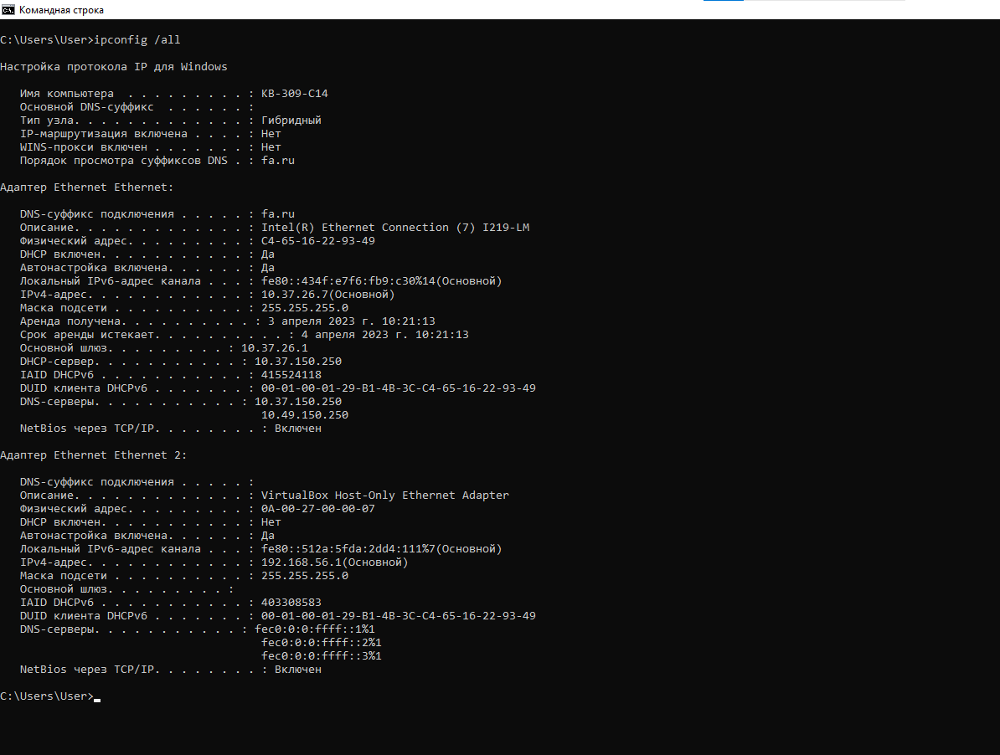 Командная строка
C:\Users\User>ipconfig /all
Настройка протокола IP для Windows
Имя компьютера  . . . . . . . . . : KB-309-C14
Основной DNS-суффикс  . . . . . . :
Тип узла. . . . . . . . . . . . . : Гибридный
IP-маршрутизация включена . . . . : Нет
WINS-прокси включен . . . . . . . : Нет
Порядок просмотра суффиксов DNS . : fa.ru
Адаптер Ethernet Ethernet:
DNS-суффикс подключения . . . . . : fa.ru
Описание. . . . . . . . . . . . . : Intel(R) Ethernet Connection (7) I219-LM
Физический адрес. . . . . . . . . : C4-65-16-22-93-49
DHCP включен. . . . . . . . . . . : Да
Автонастройка включена. . . . . . : Да
Локальный IPv6-адрес канала . . . : fe80::434f:e7f6:fb9:c30%14(Основной)
IPv4-адрес. . . . . . . . . . . . : 10.37.26.7(Основной)
Маска подсети . . . . . . . . . . : 255.255.255.0
Аренда получена. . . . . . . . . . : 3 апреля 2023 г. 10:21:13
Срок аренды истекает. . . . . . . . . . : 4 апреля 2023 г. 10:21:13
Основной шлюз. . . . . . . . . : 10.37.26.1
DHCP-сервер. . . . . . . . . . . : 10.37.150.250
IAID DHCPv6 . . . . . . . . . . . : 415524118
DUID клиента DHCPv6 . . . . . . . : 00-01-00-01-29-B1-4B-3C-C4-65-16-22-93-49
DNS-серверы. . . . . . . . . . . : 10.37.150.250
10.49.150.250
NetBios через TCP/IP. . . . . . . . : Включен
Адаптер Ethernet Ethernet 2:
DNS-суффикс подключения . . . . . :
Описание. . . . . . . . . . . . . : VirtualBox Host-Only Ethernet Adapter
Физический адрес. . . . . . . . . : 0A-00-27-00-00-07
DHCP включен. . . . . . . . . . . : Нет
Автонастройка включена. . . . . . : Да
Локальный IPv6-адрес канала . . . : fe80::512a:5fda:2dd4:111%7(Основной)
IPv4-адрес. . . . . . . . . . . . : 192.168.56.1(Основной)
Маска подсети . . . . . . . . . . : 255.255.255.0
Основной шлюз. . . . . . . . . :
IAID DHCPv6 . . . . . . . . . . . : 403308583
DUID клиента DHCPv6 . . . . . . . : 00-01-00-01-29-B1-4B-3C-C4-65-16-22-93-49
DNS-серверы. . . . . . . . . . . : fec0:0:0:ffff::1%1
fec0:0:0:ffff::2%1
fec0:0:0:ffff::3%1
NetBios через TCP/IP. . . . . . . . : Включен
C:\Users\User>